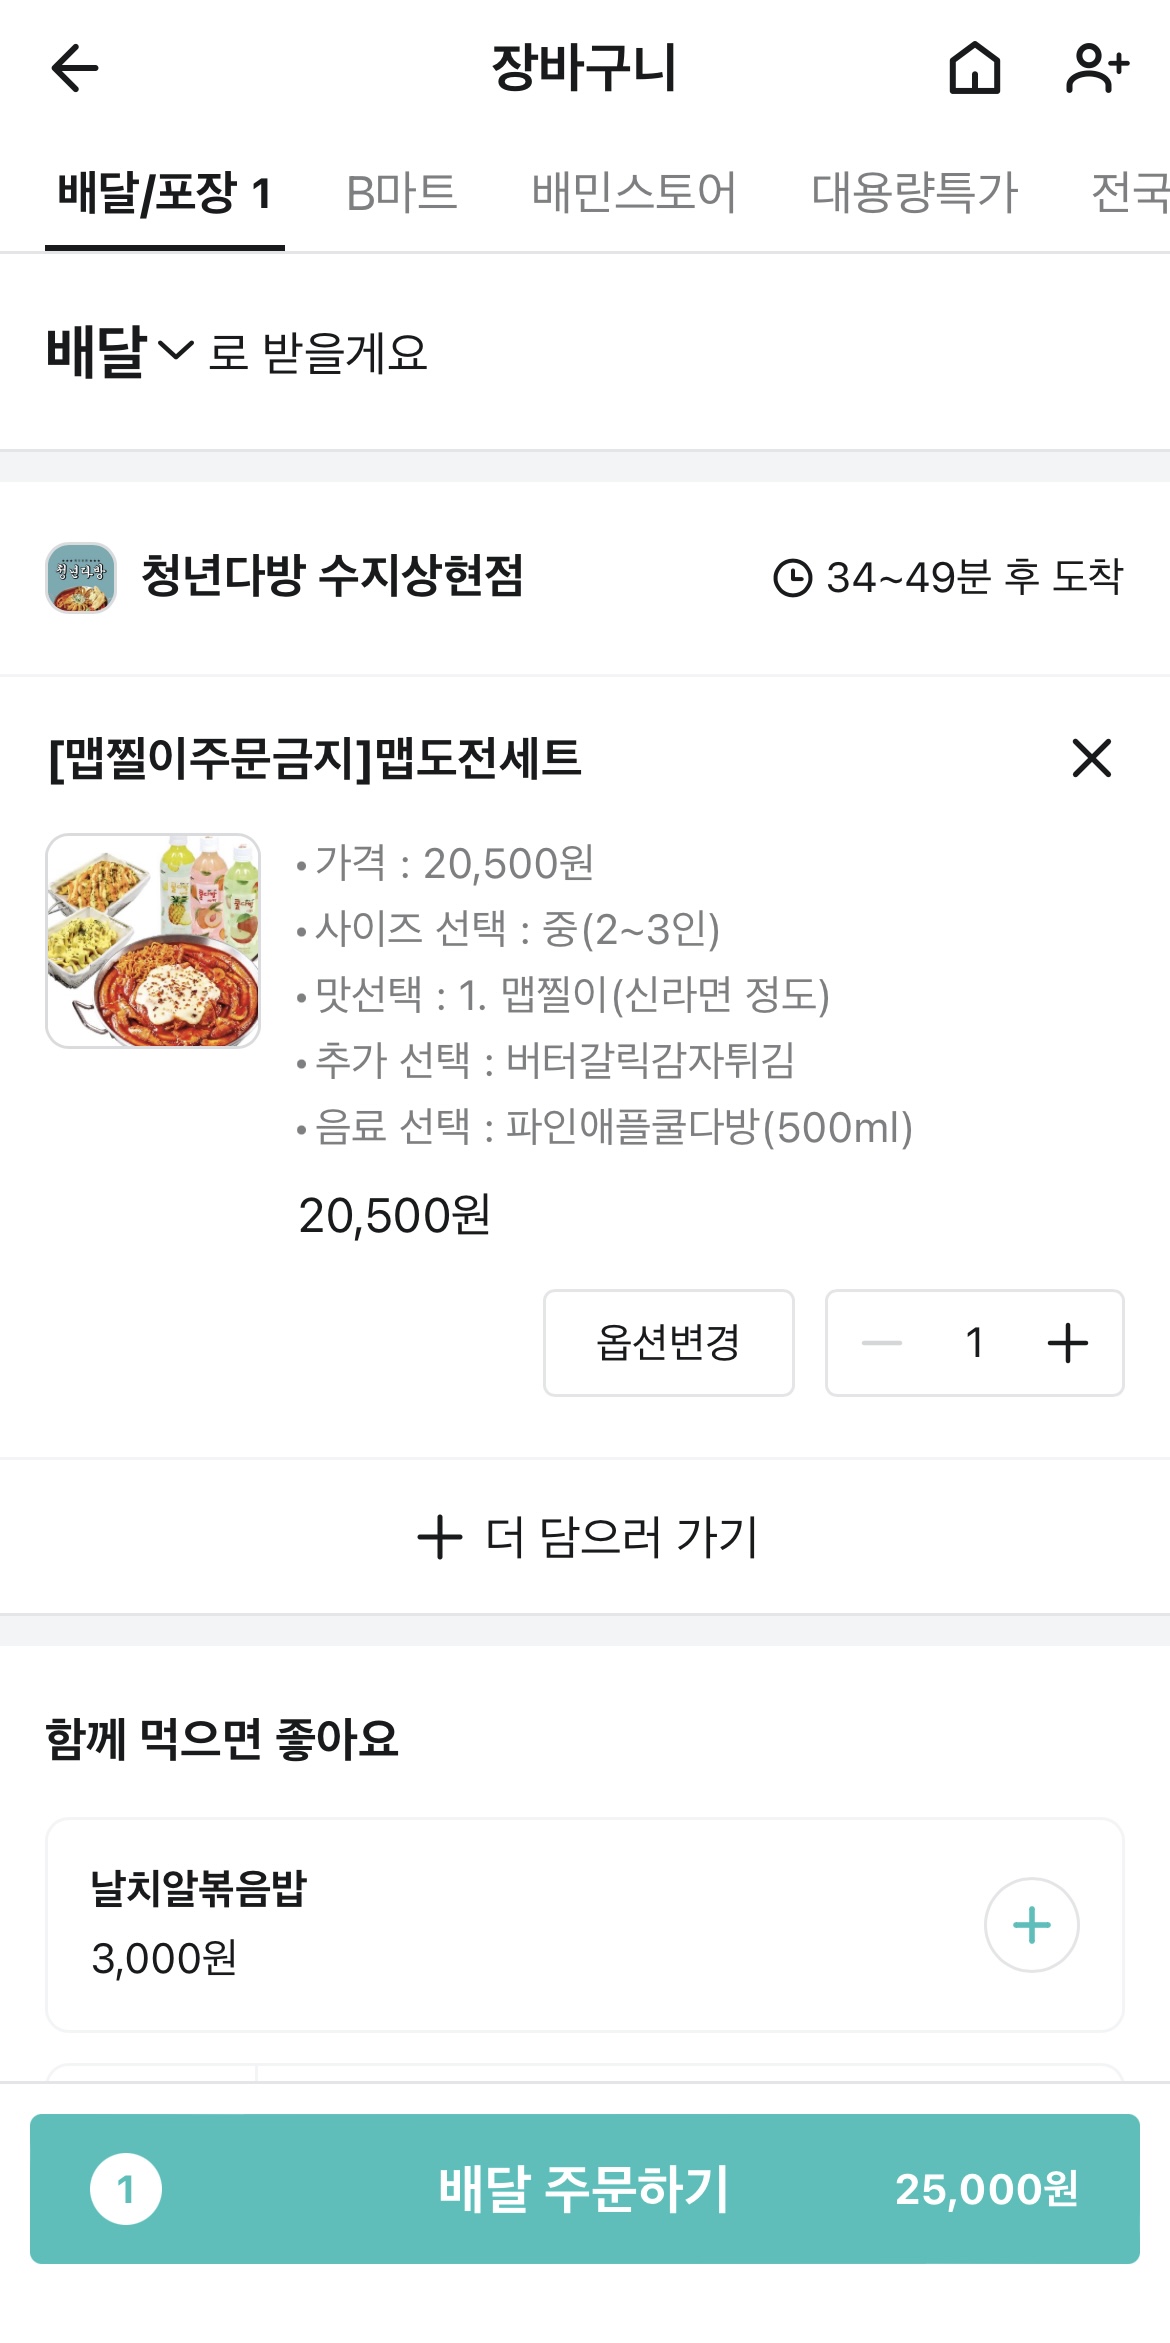 장바구니
배달/포장 1 B마트 배민스토어 대용량특가 전국
배달 로 받을게요
청년다방
청년다방 수지상현점 34~49분 후 도착
[맵찔이주문금지]맵도전세트
• 가격 : 20,500원
• 사이즈 선택 : 중(2~3인)
• 맛선택 : 1. 맵찔이(신라면 정도)
• 추가 선택 : 버터갈릭감자튀김
• 음료 선택 : 파인애플쿨다방(500ml)
20,500원
옵션변경 1
더 담으러 가기
함께 먹으면 좋아요
날치알볶음밥
3,000원
1 배달 주문하기 25,000원